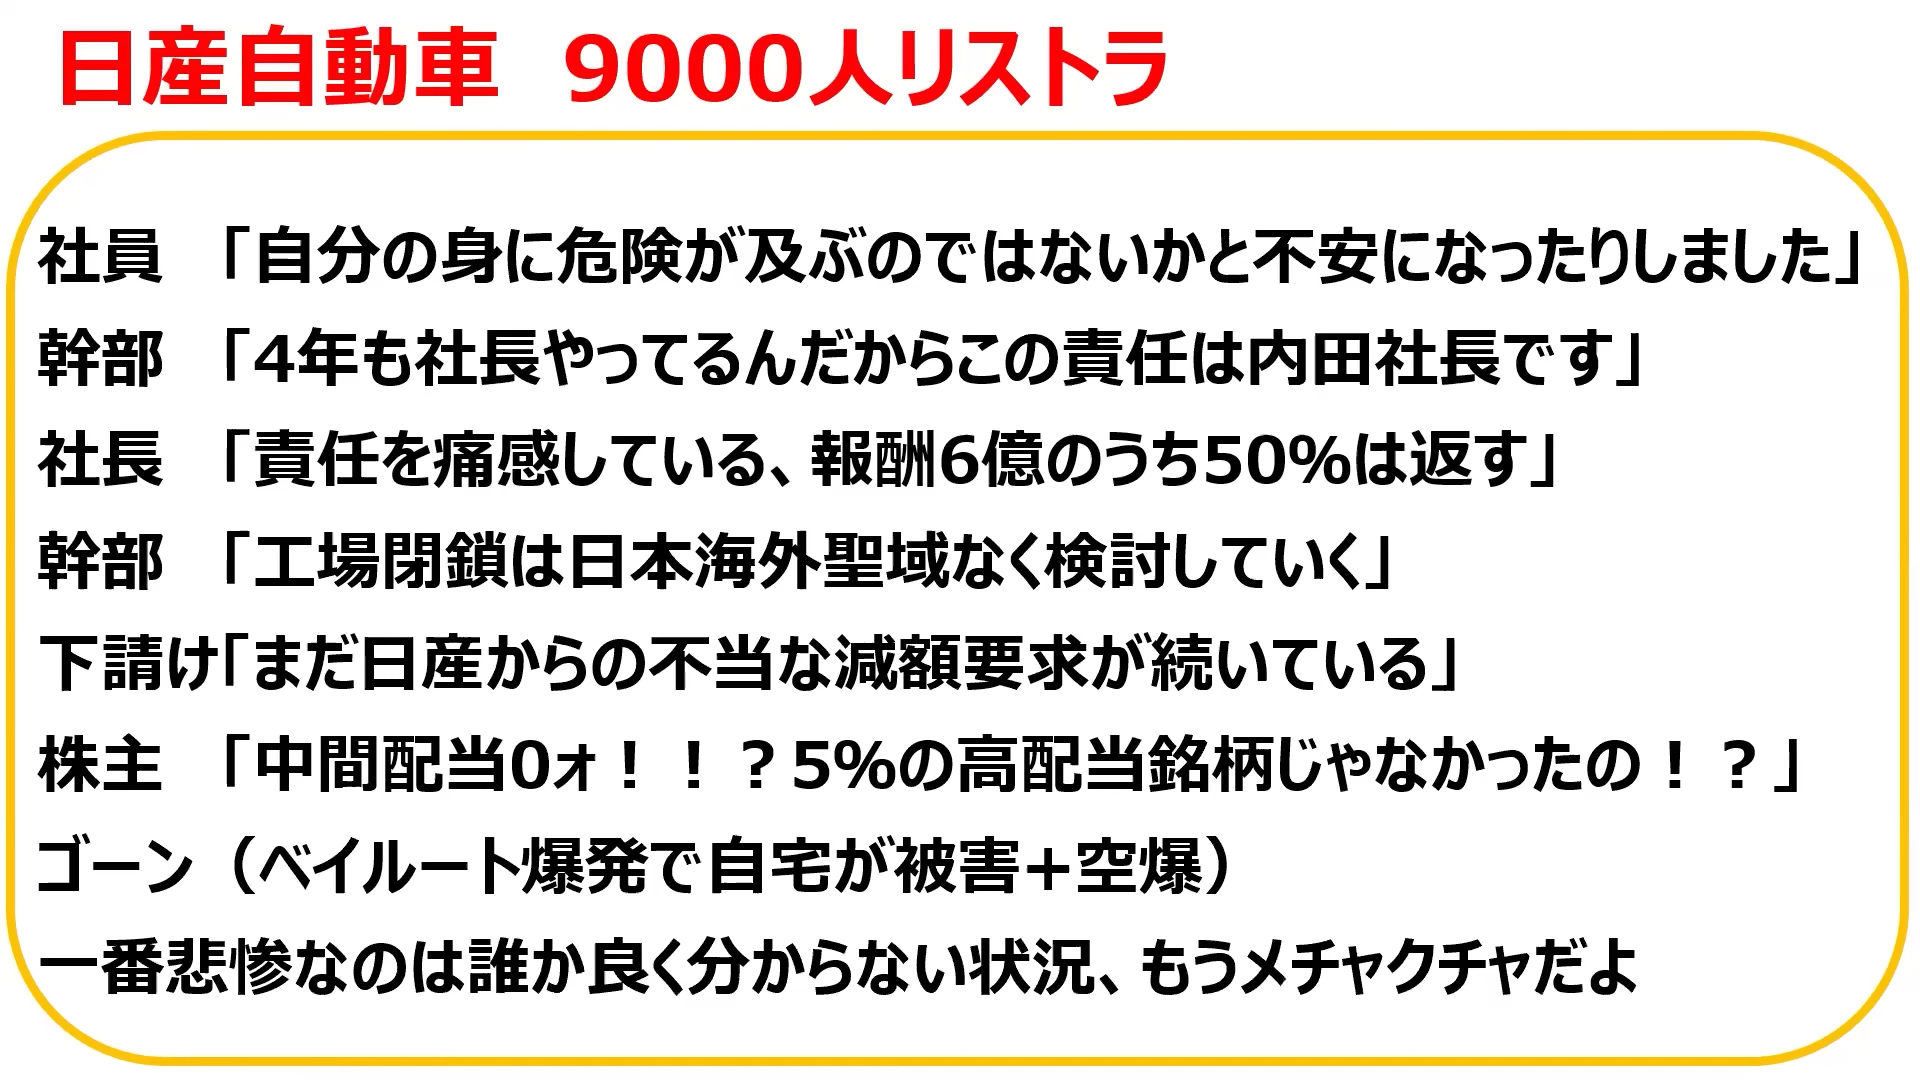 日産自動車　9000人リストラ
社員　「自分の身に危険が及ぶのではないかと不安になったりしました」
幹部　「4年も社長やってるんだからこの責任は内田社長です」
社長　「責任を痛感している、報酬6億のうち50%は返す」
幹部　「工場閉鎖は日本海外聖域なく検討していく」
下請け「まだ日産からの不当な減額要求が続いている」
株主　「中間配当0ォ！！？5%の高配当銘柄じゃなかったの！？」
ゴーン（ベイルート爆発で自宅が被害+空爆）
一番悲惨なのは誰か良く分からない状況、もうメチャクチャだよ